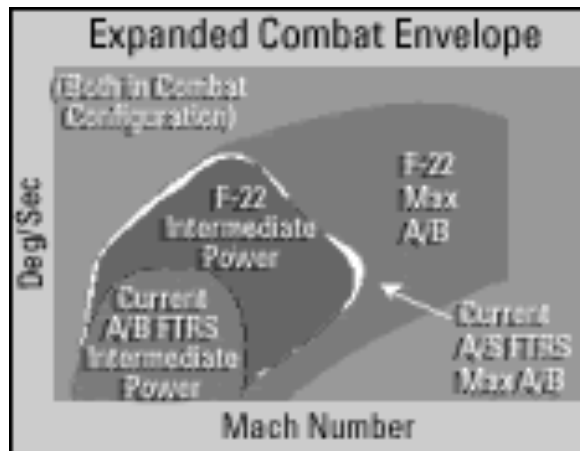 Expanded Combat Envelope
(Both in Combat
Configuration)
F-22
Max
A/B
F-22
Intermediate
Power
Current
A/B FTRS
Intermediate
Power
Current
A/S FTRS
Max A/B
Deg/Sec
Mach Number